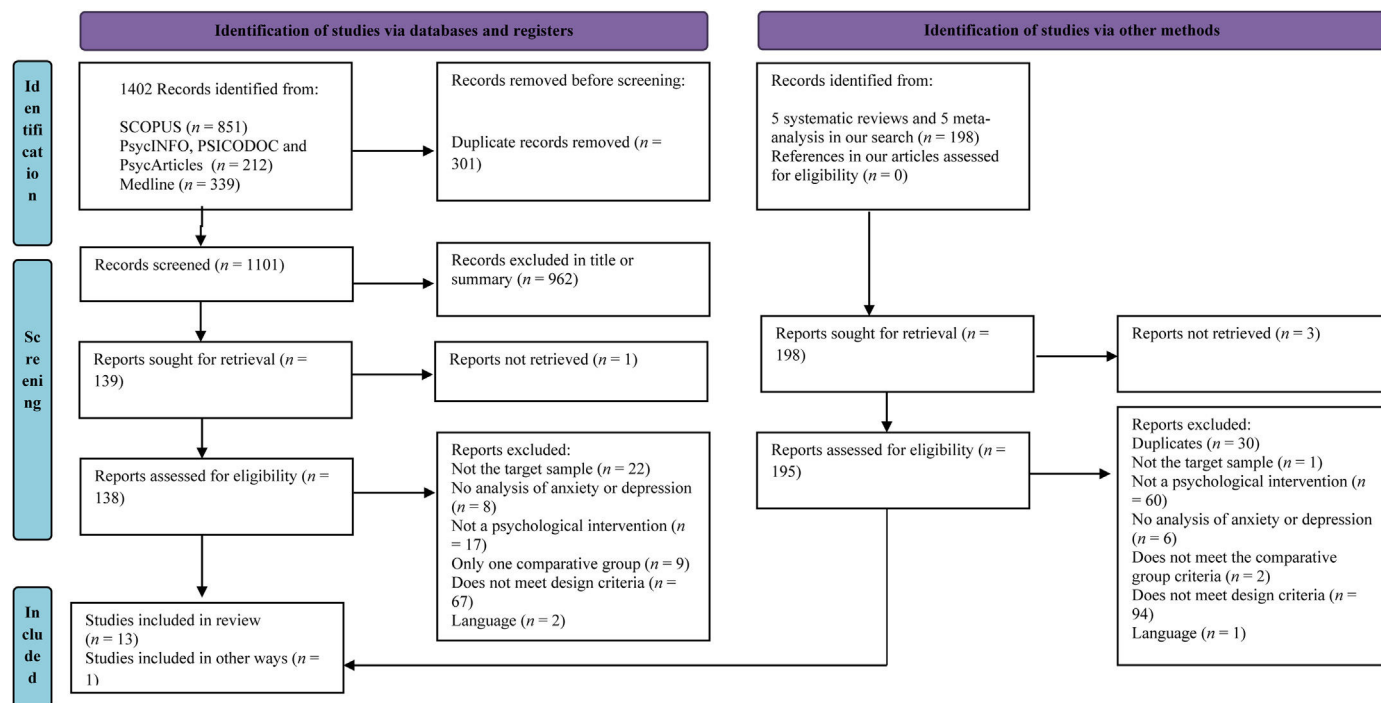 Identification of studies via databases and registers
Identification of studies via other methods
Id
en
tific
at
io
n
1402 Records identified from:
SCOPUS (n = 851)
PsycINFO, PSICODOC and
PsycArticles (n = 212)
Medline (n = 339)
Records removed before screening:
Duplicate records removed (n =
301)
Records identified from:
5 systematic reviews and 5 meta-
analysis in our search (n = 198)
References in our articles assessed
for eligibility (n = 0)
Sc
re
eni
ng
Records screened (n = 1101)
Records excluded in title or
summary (n = 962)
Reports sought for retrieval (n =
139)
Reports not retrieved (n = 1)
Reports sought for retrieval (n =
198)
Reports not retrieved (n = 3)
Reports assessed for eligibility (n =
138)
Reports excluded:
Not the target sample (n = 22)
No analysis of anxiety or depression
(n = 8)
Not a psychological intervention (n
= 17)
Only one comparative group (n = 9)
Does not meet design criteria (n =
67)
Language (n = 2)
Reports assessed for eligibility (n =
195)
Reports excluded:
Duplicates (n = 30)
Not the target sample (n = 1)
Not a psychological intervention (n
= 60)
No analysis of anxiety or depression
(n = 6)
Does not meet the comparative
group criteria (n = 2)
Does not meet design criteria (n =
94)
Language (n = 1)
In
clu
de
d
Studies included in review
(n = 13)
Studies included in other ways (n =
1)